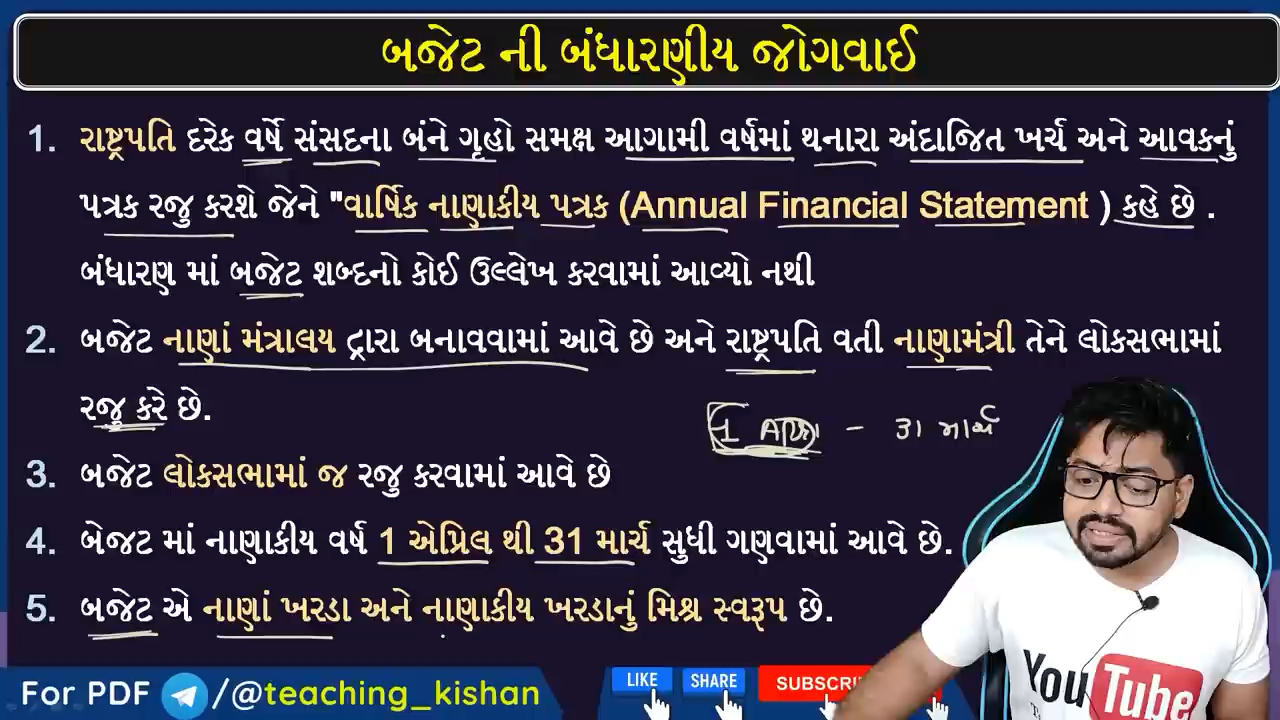 બજેટ ની બંધારણીય જોગવાઈ
1. રાષ્ટ્રપતિ દરેક વર્ષે સંસદના બંને ગૃહો સમક્ષ આગામી વર્ષમાં થનારા અંદાજિત ખર્ચ અને આવકનું
પત્રક રજુ કરશે જેને "વાર્ષિક નાણાકીય પત્રક (Annual Financial Statement ) કહે છે .
બંધારણ માં બજેટ શબ્દનો કોઈ ઉલ્લેખ કરવામાં આવ્યો નથી
2. બજેટ નાણાં મંત્રાલય દ્રારા બનાવવામાં આવે છે અને રાષ્ટ્રપતિ વતી નાણામંત્રી તેને લોકસભામાં
રજુ કરે છે.
1 - 31 માર્ચ
3. બજેટ લોકસભામાં જ રજુ કરવામાં આવે છે
4. બેજટ માં નાણાકીય વર્ષ 1 એપ્રિલ થી 31 માર્ચ સુધી ગણવામાં આવે છે.
5. બજેટ એ નાણાં ખરડા અને નાણાકીય ખરડાનું મિશ્ર સ્વરૂપ છે.
For PDF /@teaching_kishan
LIKE SHARE
You Tube